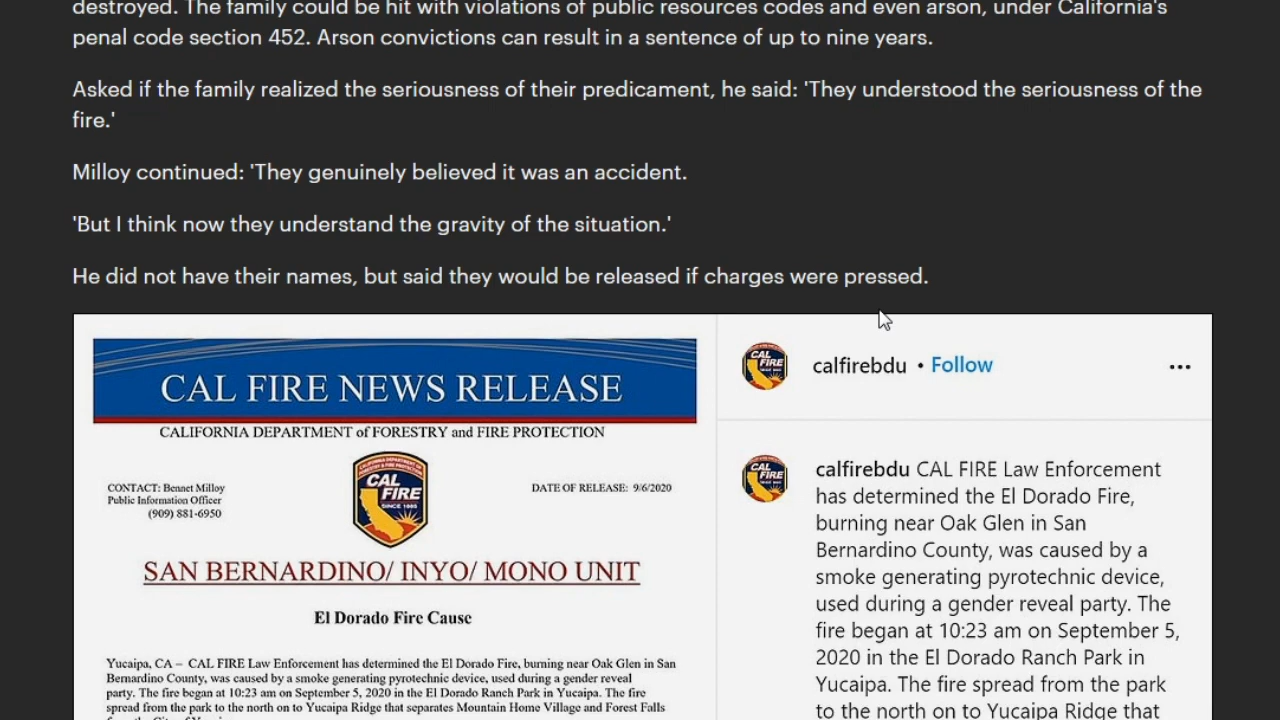 destroyed. The family could be hit with violations of public resources codes and even arson, under California's
penal code section 452. Arson convictions can result in a sentence of up to nine years.
Asked if the family realized the seriousness of their predicament, he said: 'They understood the seriousness of the
fire.'
Milloy continued: 'They genuinely believed it was an accident.
'But I think now they understand the gravity of the situation.'
He did not have their names, but said they would be released if charges were pressed.
CAL FIRE NEWS RELEASE
CALIFORNIA DEPARTMENT of FORESTRY and FIRE PROTECTION
CONTACT: Bennet Milloy
Public Information Officer
(909) 881-6950
CAL
FIRE
SINCE 1885
DATE OF RELEASE: 9/6/2020
SAN BERNARDINO/ INYO/ MONO UNIT
El Dorado Fire Cause
Yucaipa, CA – CAL FIRE Law Enforcement has determined the El Dorado Fire, burning near Oak Glen in San
Bernardino County, was caused by a smoke generating pyrotechnic device, used during a gender reveal
party. The fire began at 10:23 am on September 5, 2020 in the El Dorado Ranch Park in Yucaipa. The fire
spread from the park to the north on to Yucaipa Ridge that separates Mountain Home Village and Forest Falls
CAL
FIRE
calfirebdu • Follow
CAL
FIRE
calfirebdu CAL FIRE Law Enforcement
has determined the El Dorado Fire,
burning near Oak Glen in San
Bernardino County, was caused by a
smoke generating pyrotechnic device,
used during a gender reveal party. The
fire began at 10:23 am on September 5,
2020 in the El Dorado Ranch Park in
Yucaipa. The fire spread from the park
to the north on to Yucaipa Ridge that